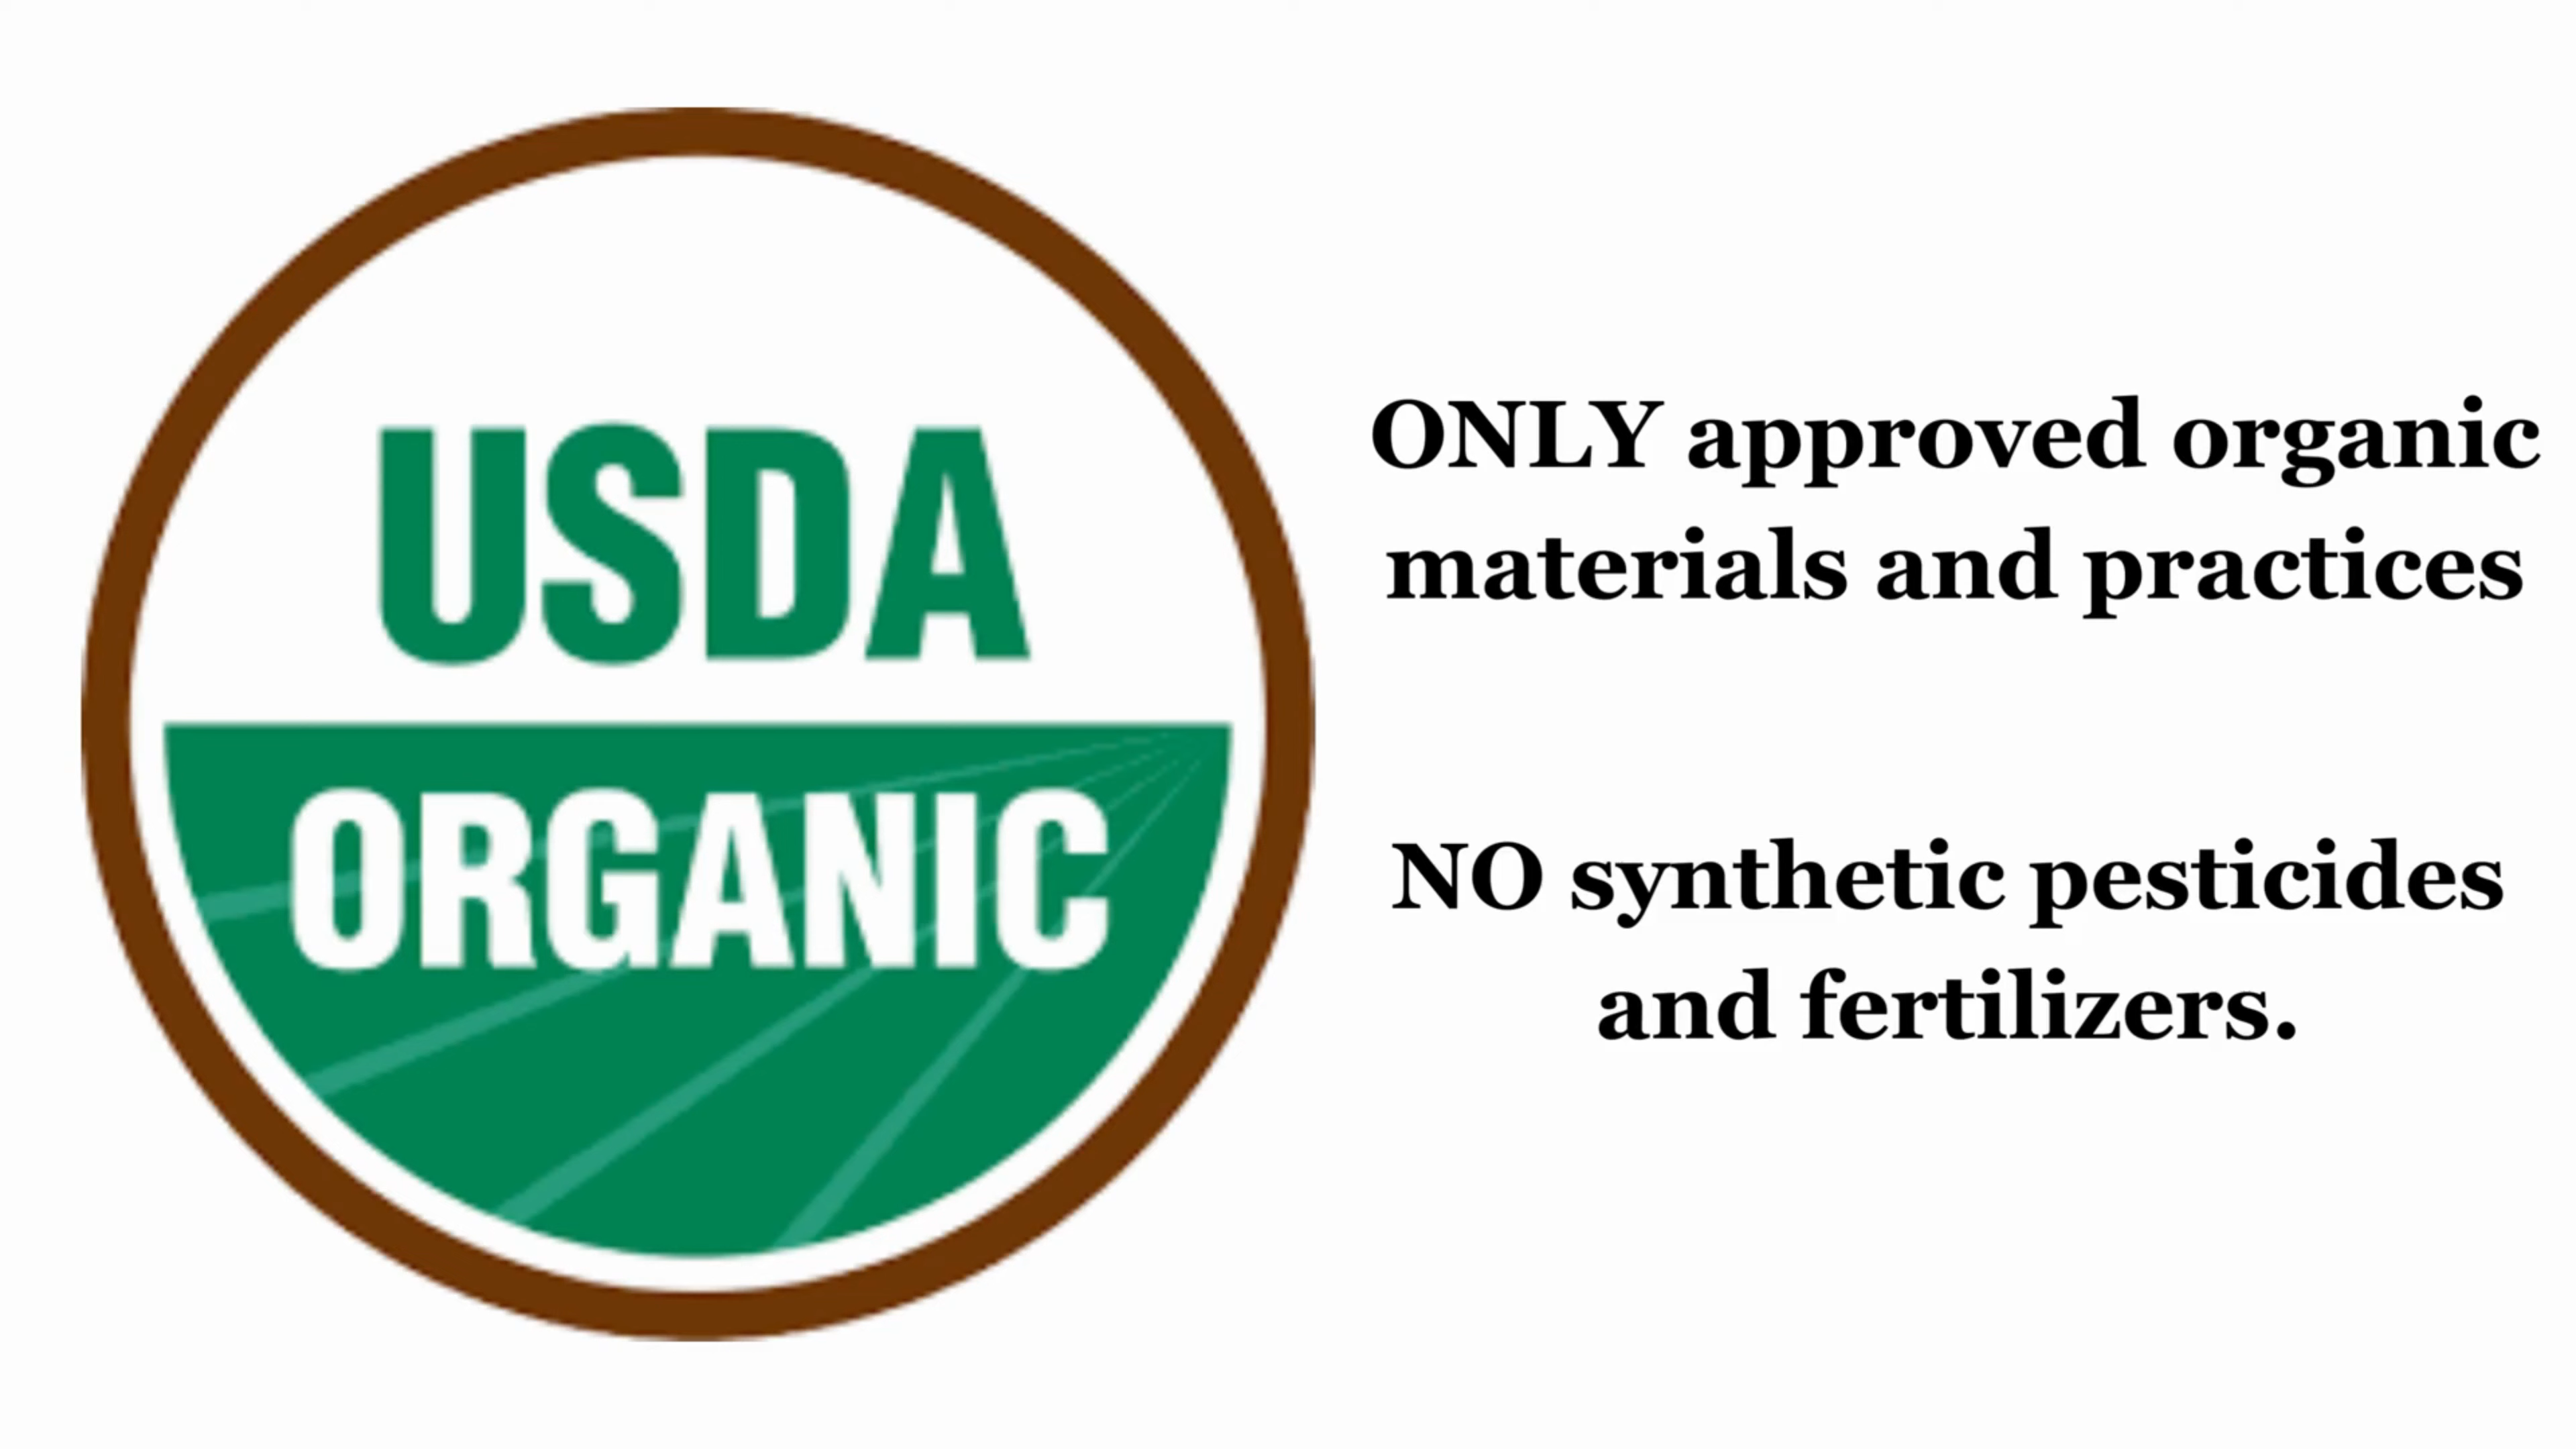 USDA
ORGANIC
ONLY approved organic
materials and practices
NO synthetic pesticides
and fertilizers.